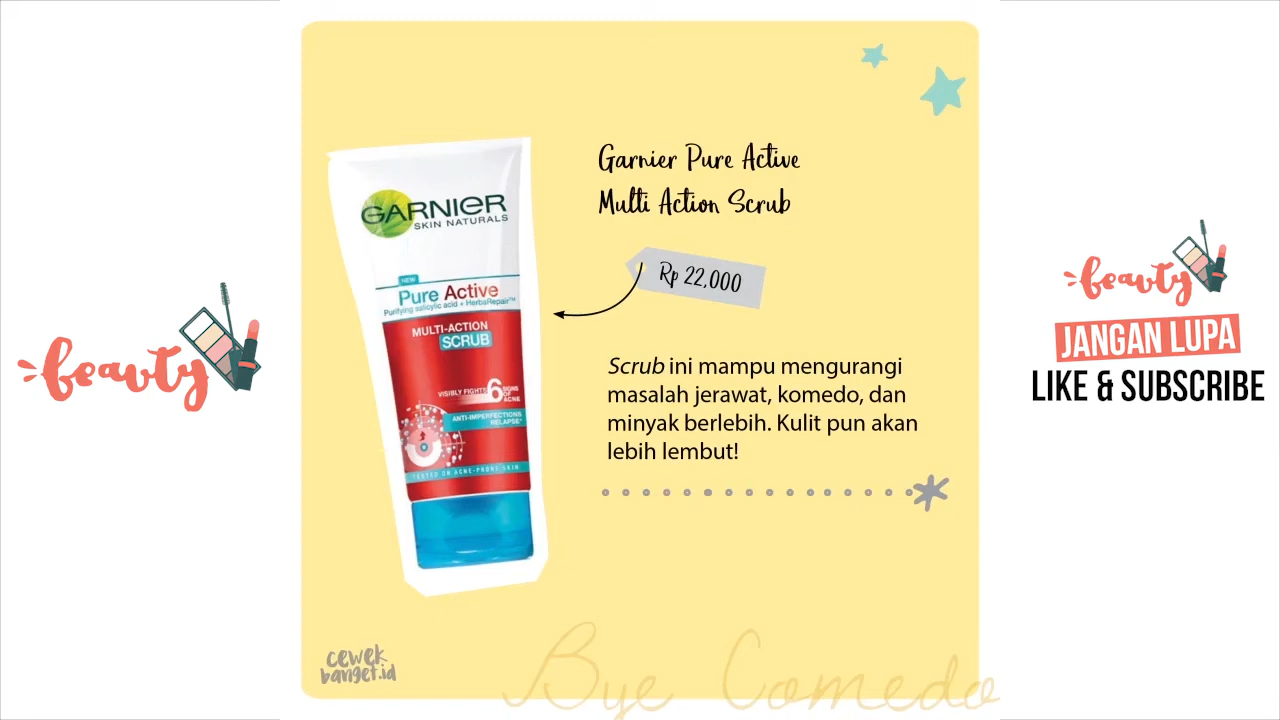 beauty
Garnier Pure Active
Multi Action Scrub
Rp 22,000
GARNIER
SKIN NATURALS
NEW
Pure Active
Purifying salicylic acid + HerbaRepair™
MULTI-ACTION
SCRUB
VISIBLY FIGHTS 6 SIGNS OF ACNE
ANTI-IMPERFECTIONS
RELAPSE*
TESTED ON ACNE-PRONE SKIN
Scrub ini mampu mengurangi
masalah jerawat, komedo, dan
minyak berlebih. Kulit pun akan
lebih lembut!
cewek
banget.id
Bye Comedo
beauty
JANGAN LUPA
LIKE & SUBSCRIBE